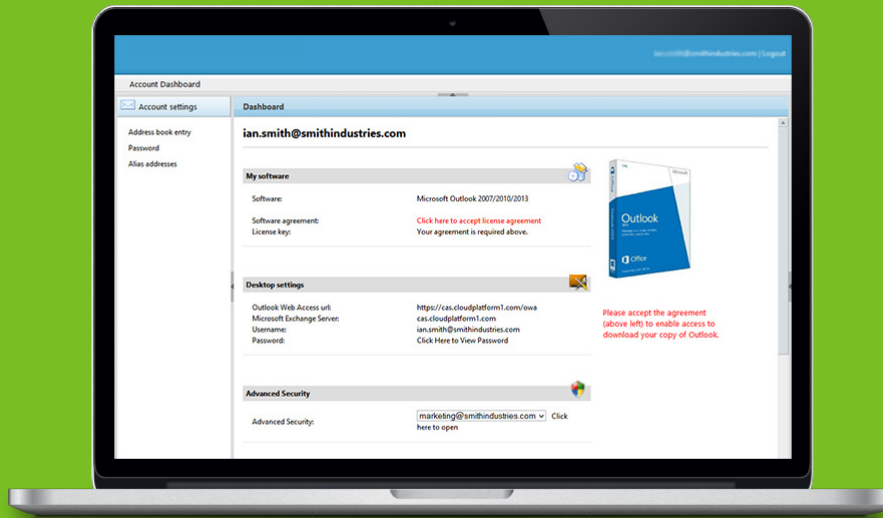 @smithindustries.com | Logout
Account Dashboard
Account settings
Dashboard
Address book entry
Password
Alias addresses
ian.smith@smithindustries.com
My software
Software: Microsoft Outlook 2007/2010/2013
Software agreement: Click here to accept license agreement
License key: Your agreement is required above.
Microsoft
Outlook
Office
Desktop settings
Outlook Web Access url: https://cas.cloudplatform1.com/owa
Microsoft Exchange Server: cas.cloudplatform1.com
Username: ian.smith@smithindustries.com
Password: Click Here to View Password
Please accept the agreement
(above left) to enable access to
download your copy of Outlook.
Advanced Security
Advanced Security: marketing@smithindustries.com Click
here to open